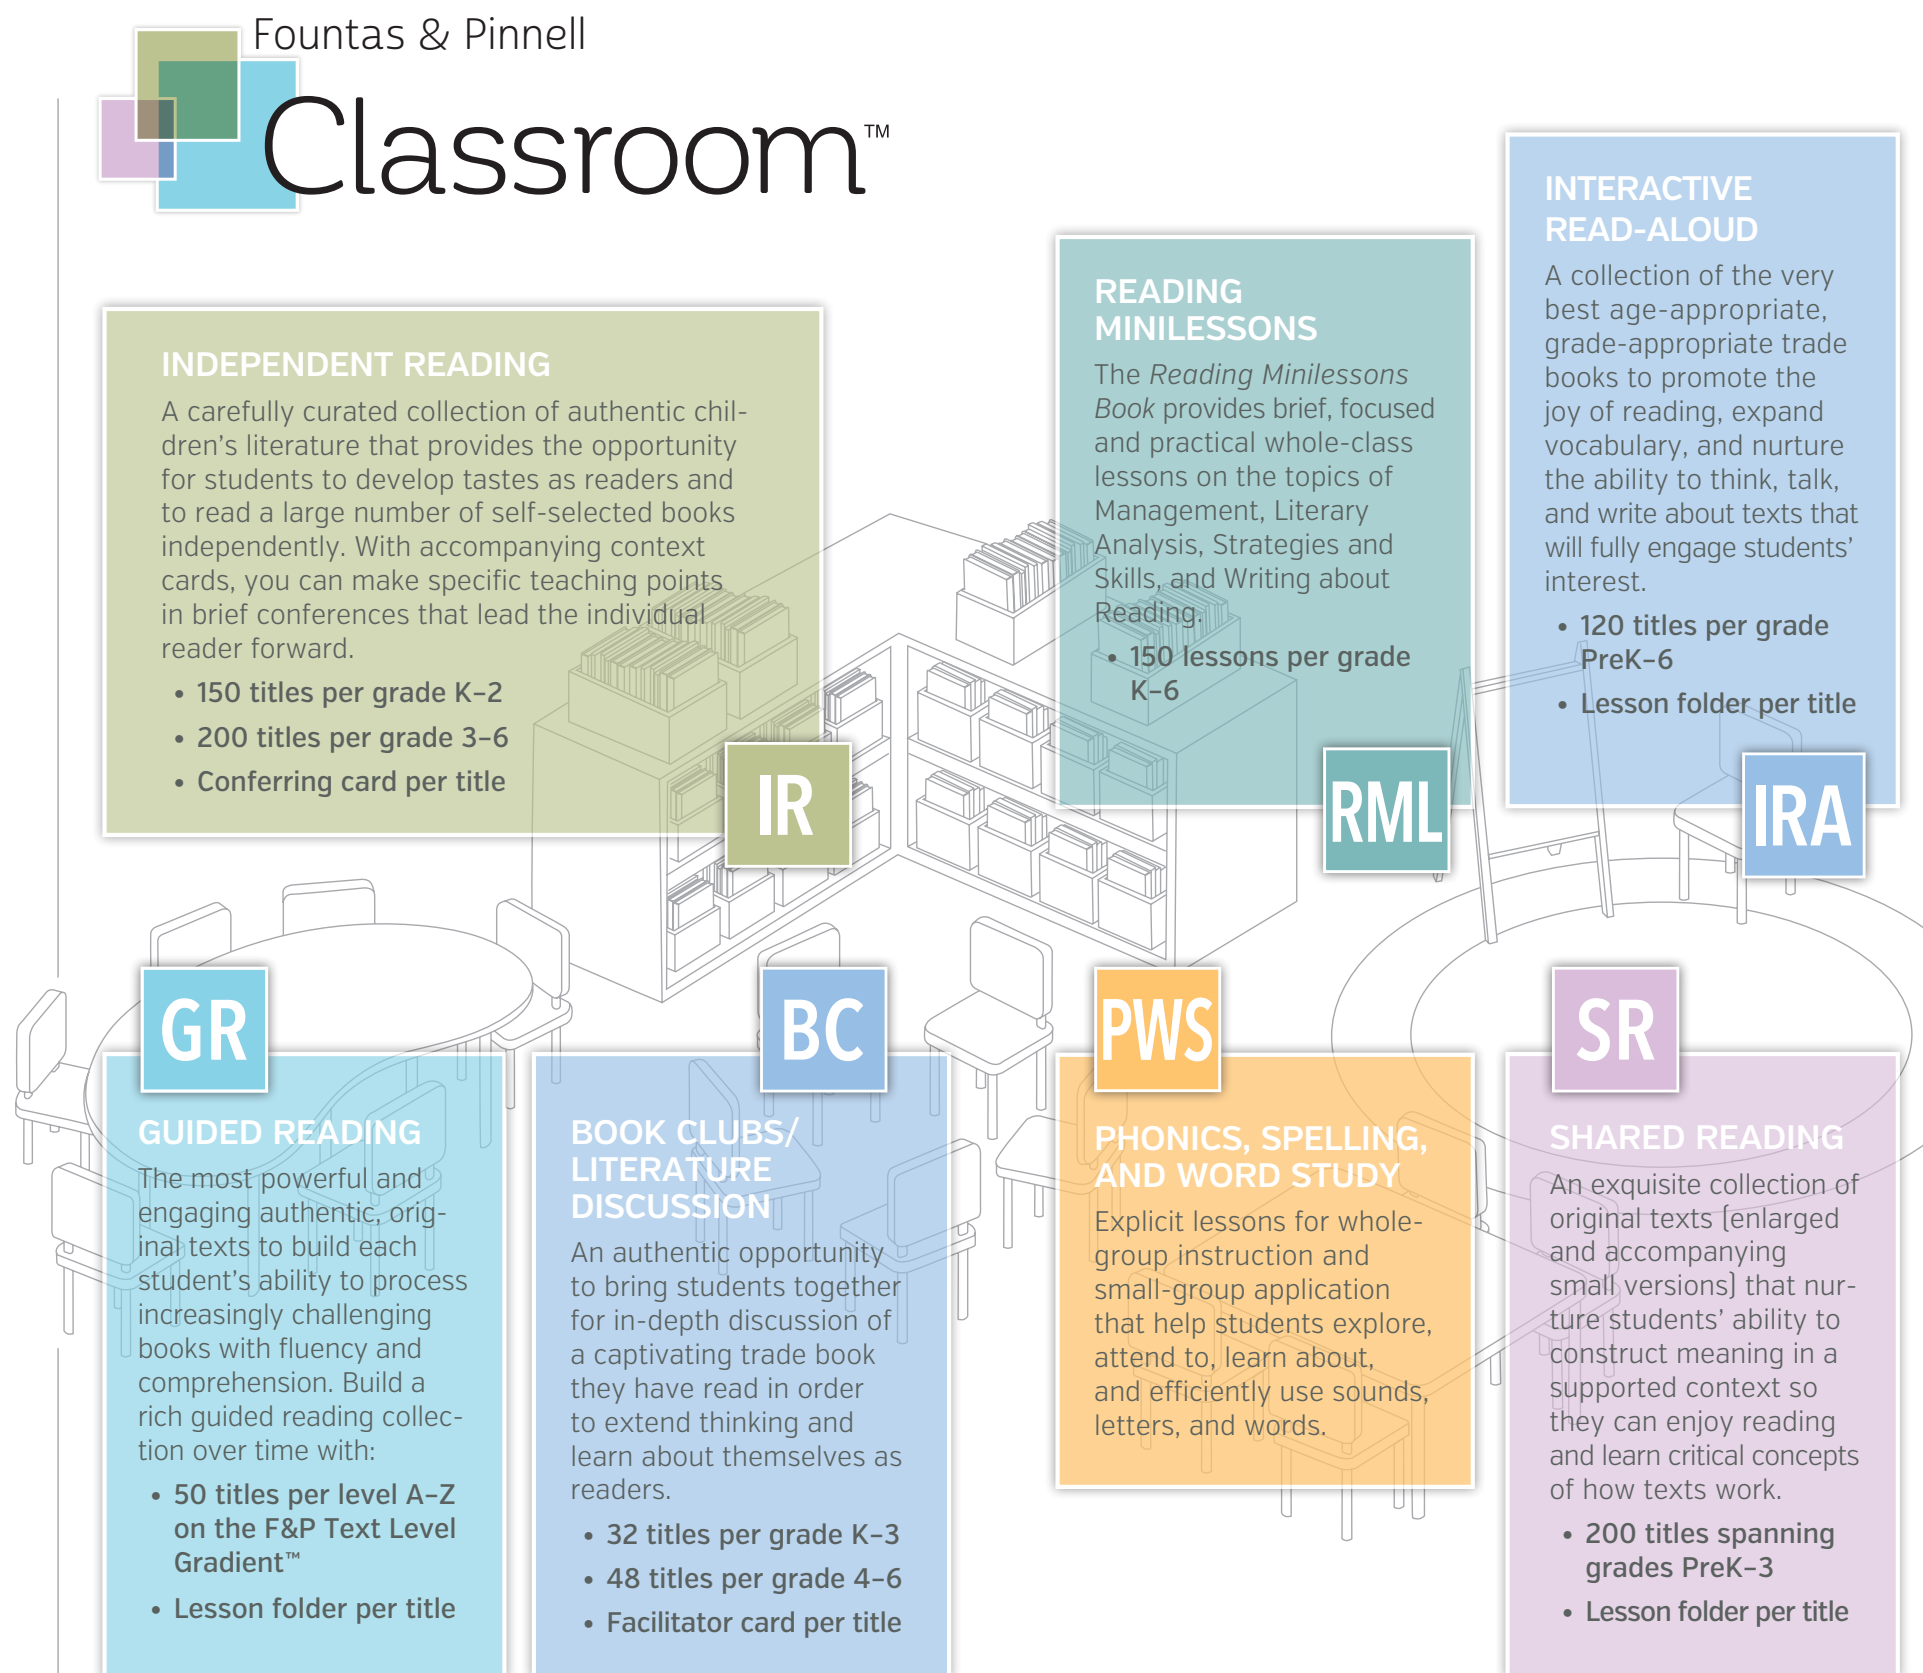 Fountas & Pinnell
Classroom™
INDEPENDENT READING
A carefully curated collection of authentic chil-
dren's literature that provides the opportunity
for students to develop tastes as readers and
to read a large number of self-selected books
independently. With accompanying context
cards, you can make specific teaching points
in brief conferences that lead the individual
reader forward.
• 150 titles per grade K–2
• 200 titles per grade 3–6
• Conferring card per title
IR
READING
MINILESSONS
The Reading Minilessons
Book provides brief, focused
and practical whole-class
lessons on the topics of
Management, Literary
Analysis, Strategies and
Skills, and Writing about
Reading.
• 150 lessons per grade
K–6
RML
INTERACTIVE
READ-ALOUD
A collection of the very
best age-appropriate,
grade-appropriate trade
books to promote the
joy of reading, expand
vocabulary, and nurture
the ability to think, talk,
and write about texts that
will fully engage students'
interest.
• 120 titles per grade
PreK–6
• Lesson folder per title
IRA
GR
GUIDED READING
The most powerful and
engaging authentic, orig-
inal texts to build each
student's ability to process
increasingly challenging
books with fluency and
comprehension. Build a
rich guided reading collec-
tion over time with:
• 50 titles per level A–Z
on the F&P Text Level
Gradient™
• Lesson folder per title
BC
BOOK CLUBS/
LITERATURE
DISCUSSION
An authentic opportunity
to bring students together
for in-depth discussion of
a captivating trade book
they have read in order
to extend thinking and
learn about themselves as
readers.
• 32 titles per grade K–3
• 48 titles per grade 4–6
• Facilitator card per title
PWS
PHONICS, SPELLING,
AND WORD STUDY
Explicit lessons for whole-
group instruction and
small-group application
that help students explore,
attend to, learn about,
and efficiently use sounds,
letters, and words.
SR
SHARED READING
An exquisite collection of
original texts (enlarged
and accompanying
small versions) that nur-
ture students' ability to
construct meaning in a
supported context so
they can enjoy reading
and learn critical concepts
of how texts work.
• 200 titles spanning
grades PreK–3
• Lesson folder per title